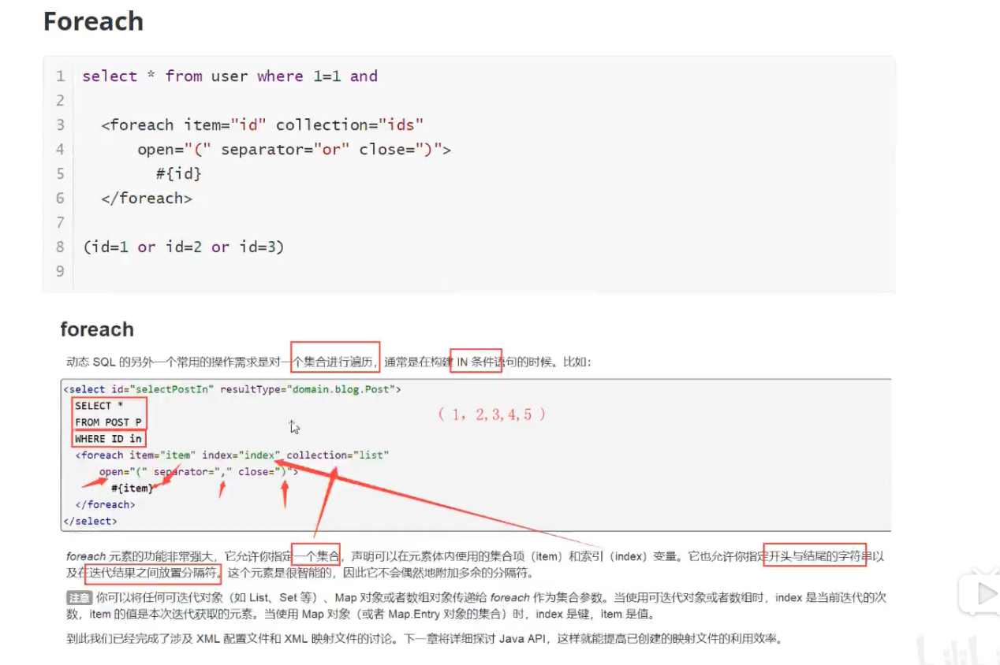 Foreach
1 select * from user where 1=1 and
2
3 <foreach item="id" collection="ids"
4 open="(" separator="or" close=")">
5 #{id}
6 </foreach>
7
8 (id=1 or id=2 or id=3)
9
foreach
动态 SQL 的另外一个常用的操作需求是对一个集合进行遍历，通常是在构建 IN 条件语句的时候。比如：
<select id="selectPostIn" resultType="domain.blog.Post">
SELECT *
FROM POST P
WHERE ID in
（ 1，2,3,4,5 ）
<foreach item="item" index="index" collection="list"
open="(" separator="," close=")">
#{item}
</foreach>
</select>
foreach 元素的功能非常强大，它允许你指定一个集合，声明可以在元素体内使用的集合项（item）和索引（index）变量。它也允许你指定开头与结尾的字符串以
及在迭代结果之间放置分隔符。这个元素是很智能的，因此它不会偶然地附加多余的分隔符。
注意 你可以将任何可迭代对象（如 List、Set 等）、Map 对象或者数组对象传递给 foreach 作为集合参数。当使用可迭代对象或者数组时，index 是当前迭代的次
数，item 的值是本次迭代获取的元素。当使用 Map 对象（或者 Map.Entry 对象的集合）时，index 是键，item 是值。
到此我们已经完成了涉及 XML 配置文件和 XML 映射文件的讨论。下一章将详细探讨 Java API，这样就能提高已创建的映射文件的利用效率。